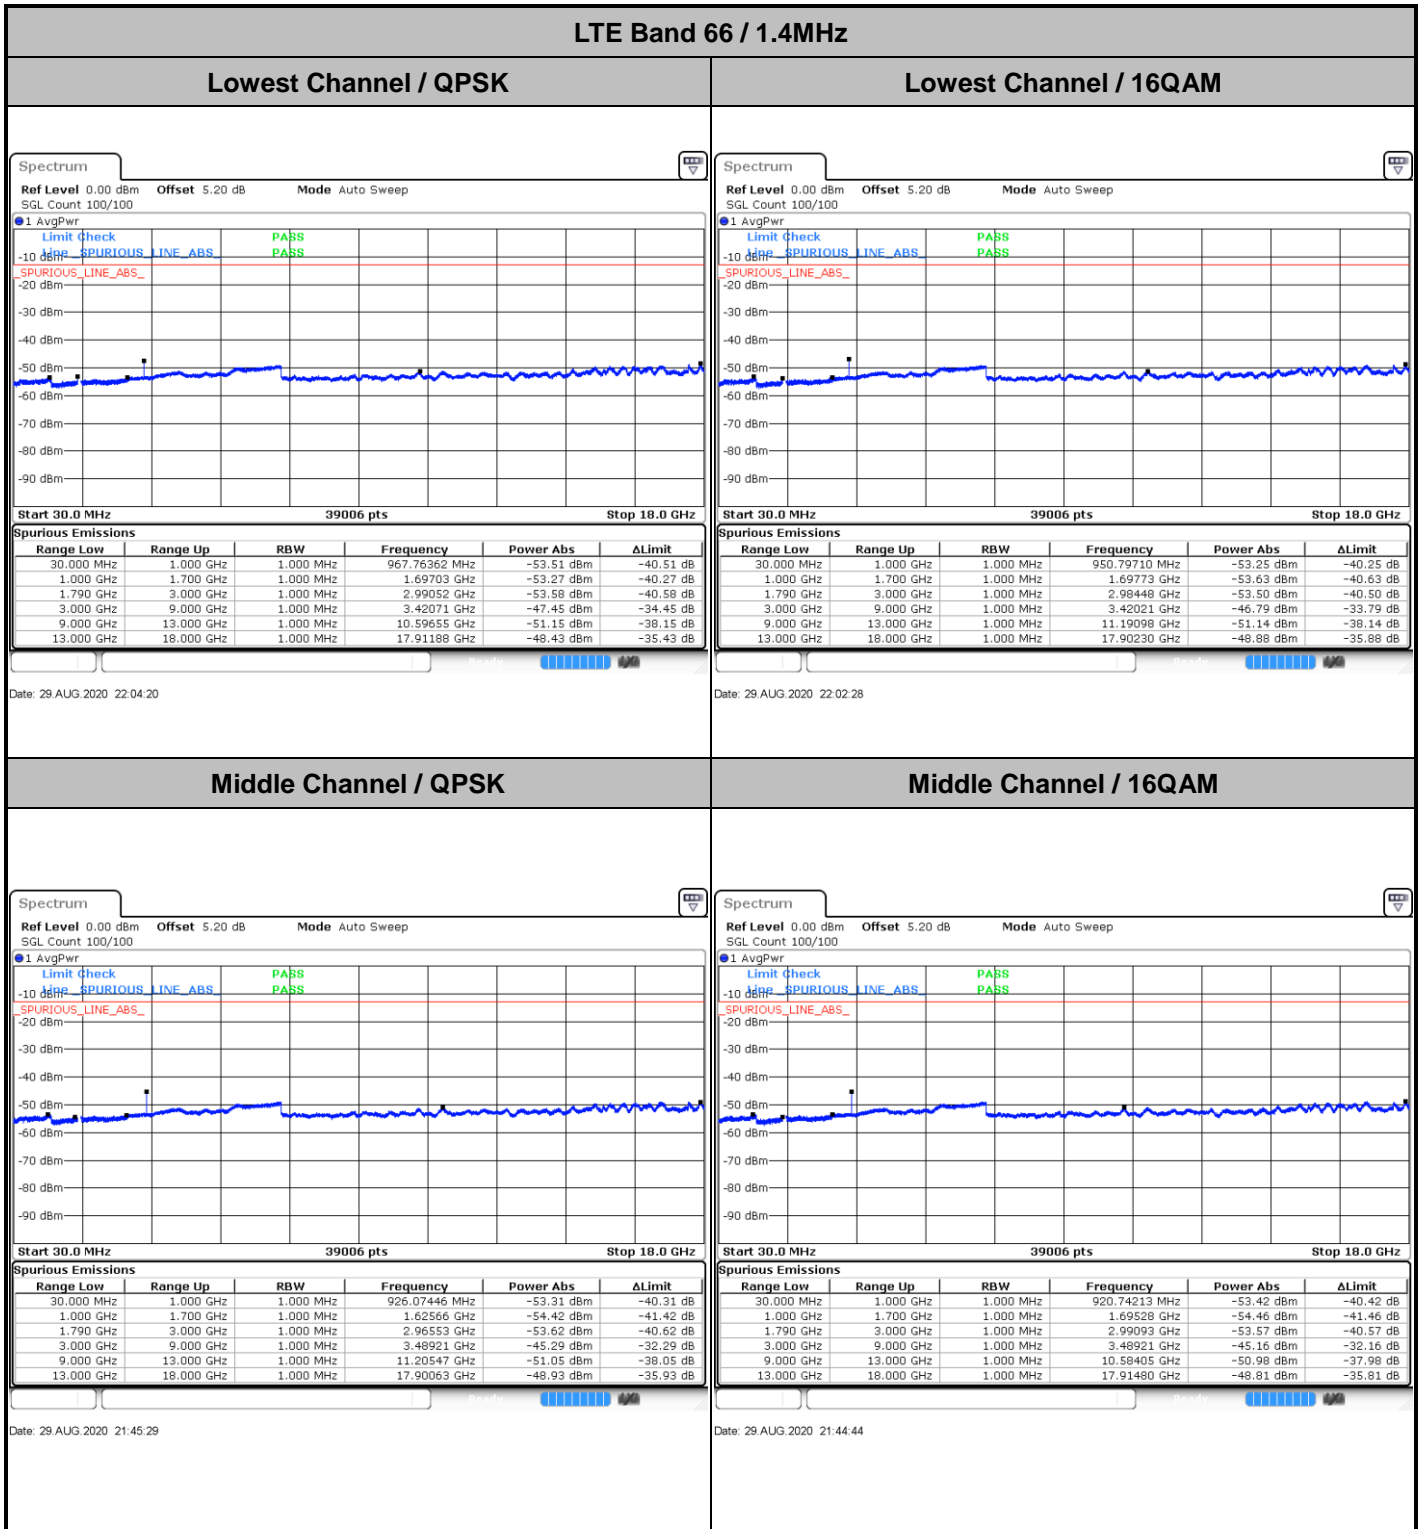 LTE Band 66 / 1.4MHz
Lowest Channel / QPSK
Lowest Channel / 16QAM
Spectrum
Ref Level 0.00 dBm Offset 5.20 dB Mode Auto Sweep
SGL Count 100/100
1 AvgPwr
Limit Check PASS
Line _SPURIOUS_LINE_ABS_ PASS
-10 dBm
_SPURIOUS_LINE_ABS_
-20 dBm
-30 dBm
-40 dBm
-50 dBm
-60 dBm
-70 dBm
-80 dBm
-90 dBm
Start 30.0 MHz 39006 pts Stop 18.0 GHz
Spurious Emissions
Range Low Range Up RBW Frequency Power Abs ΔLimit
30.000 MHz 1.000 GHz 1.000 MHz 967.76362 MHz -53.51 dBm -40.51 dB
1.000 GHz 1.700 GHz 1.000 MHz 1.69703 GHz -53.27 dBm -40.27 dB
1.790 GHz 3.000 GHz 1.000 MHz 2.99052 GHz -53.58 dBm -40.58 dB
3.000 GHz 9.000 GHz 1.000 MHz 3.42071 GHz -47.45 dBm -34.45 dB
9.000 GHz 13.000 GHz 1.000 MHz 10.59655 GHz -51.15 dBm -38.15 dB
13.000 GHz 18.000 GHz 1.000 MHz 17.91188 GHz -48.43 dBm -35.43 dB
Ready
Date: 29.AUG.2020 22:04:20
Spectrum
Ref Level 0.00 dBm Offset 5.20 dB Mode Auto Sweep
SGL Count 100/100
1 AvgPwr
Limit Check PASS
Line _SPURIOUS_LINE_ABS_ PASS
-10 dBm
_SPURIOUS_LINE_ABS_
-20 dBm
-30 dBm
-40 dBm
-50 dBm
-60 dBm
-70 dBm
-80 dBm
-90 dBm
Start 30.0 MHz 39006 pts Stop 18.0 GHz
Spurious Emissions
Range Low Range Up RBW Frequency Power Abs ΔLimit
30.000 MHz 1.000 GHz 1.000 MHz 950.79710 MHz -53.25 dBm -40.25 dB
1.000 GHz 1.700 GHz 1.000 MHz 1.69773 GHz -53.63 dBm -40.63 dB
1.790 GHz 3.000 GHz 1.000 MHz 2.98448 GHz -53.50 dBm -40.50 dB
3.000 GHz 9.000 GHz 1.000 MHz 3.42021 GHz -46.79 dBm -33.79 dB
9.000 GHz 13.000 GHz 1.000 MHz 11.19098 GHz -51.14 dBm -38.14 dB
13.000 GHz 18.000 GHz 1.000 MHz 17.90230 GHz -48.88 dBm -35.88 dB
Ready
Date: 29.AUG.2020 22:02:28
Middle Channel / QPSK
Middle Channel / 16QAM
Spectrum
Ref Level 0.00 dBm Offset 5.20 dB Mode Auto Sweep
SGL Count 100/100
1 AvgPwr
Limit Check PASS
Line _SPURIOUS_LINE_ABS_ PASS
-10 dBm
_SPURIOUS_LINE_ABS_
-20 dBm
-30 dBm
-40 dBm
-50 dBm
-60 dBm
-70 dBm
-80 dBm
-90 dBm
Start 30.0 MHz 39006 pts Stop 18.0 GHz
Spurious Emissions
Range Low Range Up RBW Frequency Power Abs ΔLimit
30.000 MHz 1.000 GHz 1.000 MHz 926.07446 MHz -53.31 dBm -40.31 dB
1.000 GHz 1.700 GHz 1.000 MHz 1.62566 GHz -54.42 dBm -41.42 dB
1.790 GHz 3.000 GHz 1.000 MHz 2.96553 GHz -53.62 dBm -40.62 dB
3.000 GHz 9.000 GHz 1.000 MHz 3.48921 GHz -45.29 dBm -32.29 dB
9.000 GHz 13.000 GHz 1.000 MHz 11.20547 GHz -51.05 dBm -38.05 dB
13.000 GHz 18.000 GHz 1.000 MHz 17.90063 GHz -48.93 dBm -35.93 dB
Ready
Date: 29.AUG.2020 21:45:29
Spectrum
Ref Level 0.00 dBm Offset 5.20 dB Mode Auto Sweep
SGL Count 100/100
1 AvgPwr
Limit Check PASS
Line _SPURIOUS_LINE_ABS_ PASS
-10 dBm
_SPURIOUS_LINE_ABS_
-20 dBm
-30 dBm
-40 dBm
-50 dBm
-60 dBm
-70 dBm
-80 dBm
-90 dBm
Start 30.0 MHz 39006 pts Stop 18.0 GHz
Spurious Emissions
Range Low Range Up RBW Frequency Power Abs ΔLimit
30.000 MHz 1.000 GHz 1.000 MHz 920.74213 MHz -53.42 dBm -40.42 dB
1.000 GHz 1.700 GHz 1.000 MHz 1.69528 GHz -54.46 dBm -41.46 dB
1.790 GHz 3.000 GHz 1.000 MHz 2.99093 GHz -53.57 dBm -40.57 dB
3.000 GHz 9.000 GHz 1.000 MHz 3.48921 GHz -45.16 dBm -32.16 dB
9.000 GHz 13.000 GHz 1.000 MHz 10.58405 GHz -50.98 dBm -37.98 dB
13.000 GHz 18.000 GHz 1.000 MHz 17.91480 GHz -48.81 dBm -35.81 dB
Ready
Date: 29.AUG.2020 21:44:44